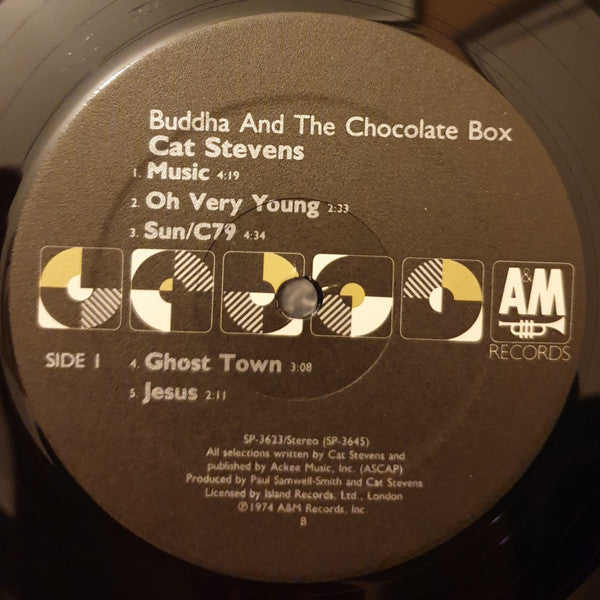 Buddha And The Chocolate Box
Cat Stevens
1. Music 4:19
2. Oh Very Young 2:33
3. Sun/C79 4:34
A&M
RECORDS
SIDE 1
4. Ghost Town 3:08
5. Jesus 2:11
SP-3623/Stereo (SP-3645)
All selections written by Cat Stevens and
published by Ackee Music, Inc. (ASCAP)
Produced by Paul Samwell-Smith and Cat Stevens
Licensed by Island Records, Ltd., London
℗1974 A&M Records, Inc.
B